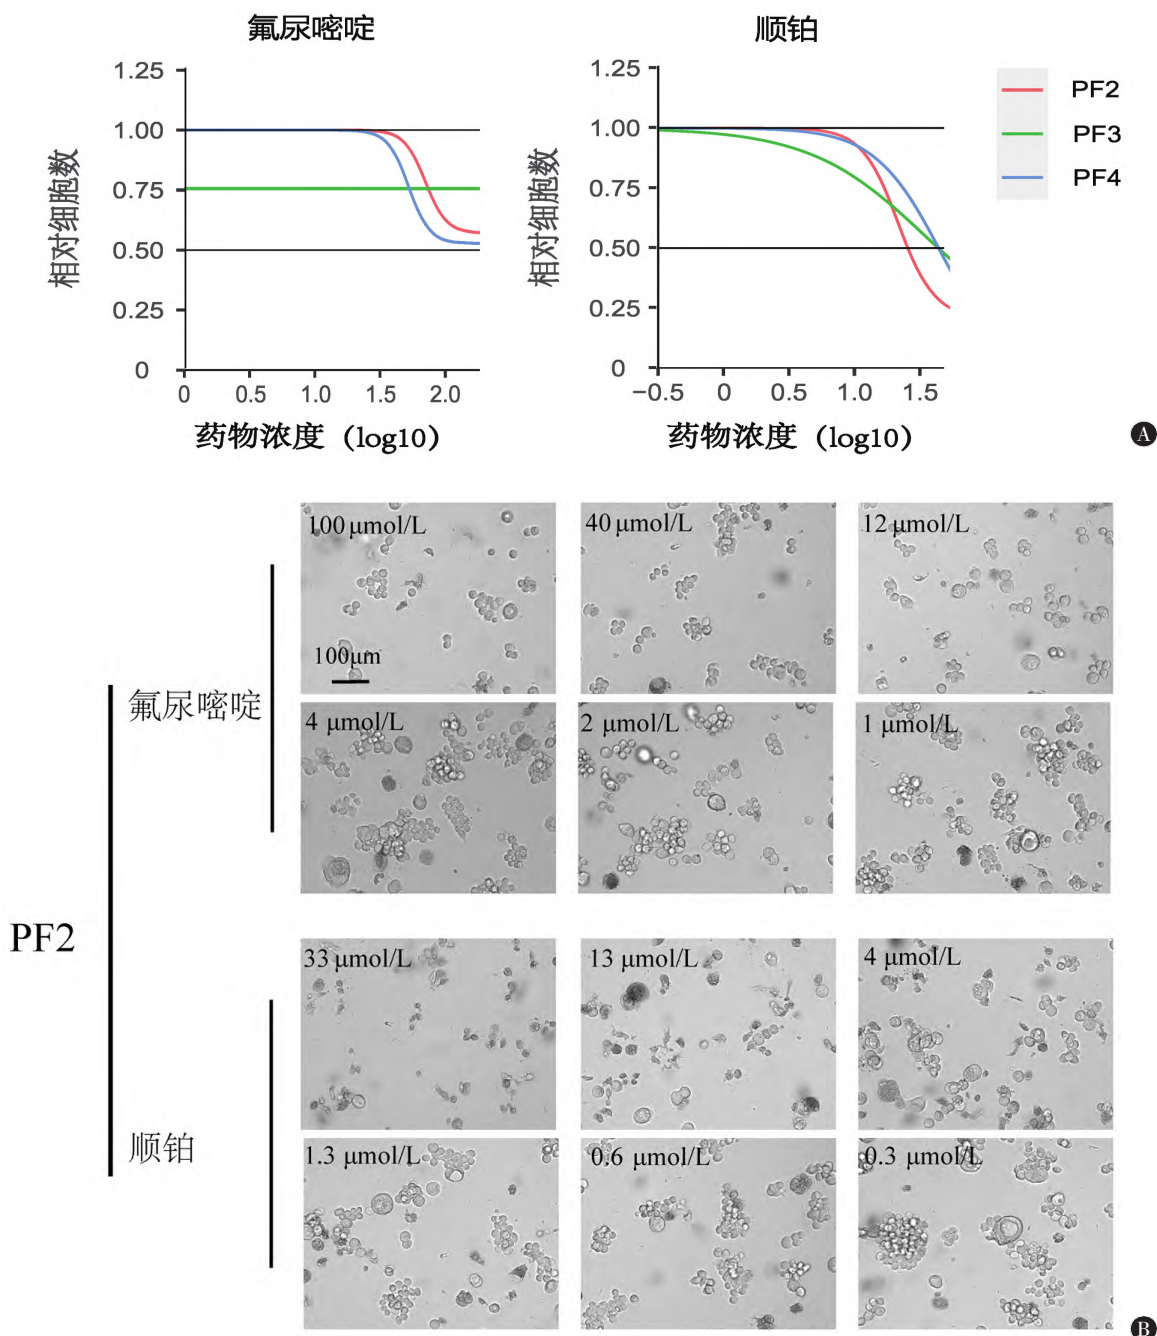 氟尿嘧啶
顺铂
1.25
1.00
0.75
0.50
0.25
0
相对细胞数
0 0.5 1.0 1.5 2.0
药物浓度（log10）
1.25
1.00
0.75
0.50
0.25
0
相对细胞数
−0.5 0 0.5 1.0 1.5
药物浓度（log10）
PF2
PF3
PF4
A
PF2
氟尿嘧啶
100 μmol/L
40 μmol/L
12 μmol/L
100μm
4 μmol/L
2 μmol/L
1 μmol/L
顺铂
33 μmol/L
13 μmol/L
4 μmol/L
1.3 μmol/L
0.6 μmol/L
0.3 μmol/L
B